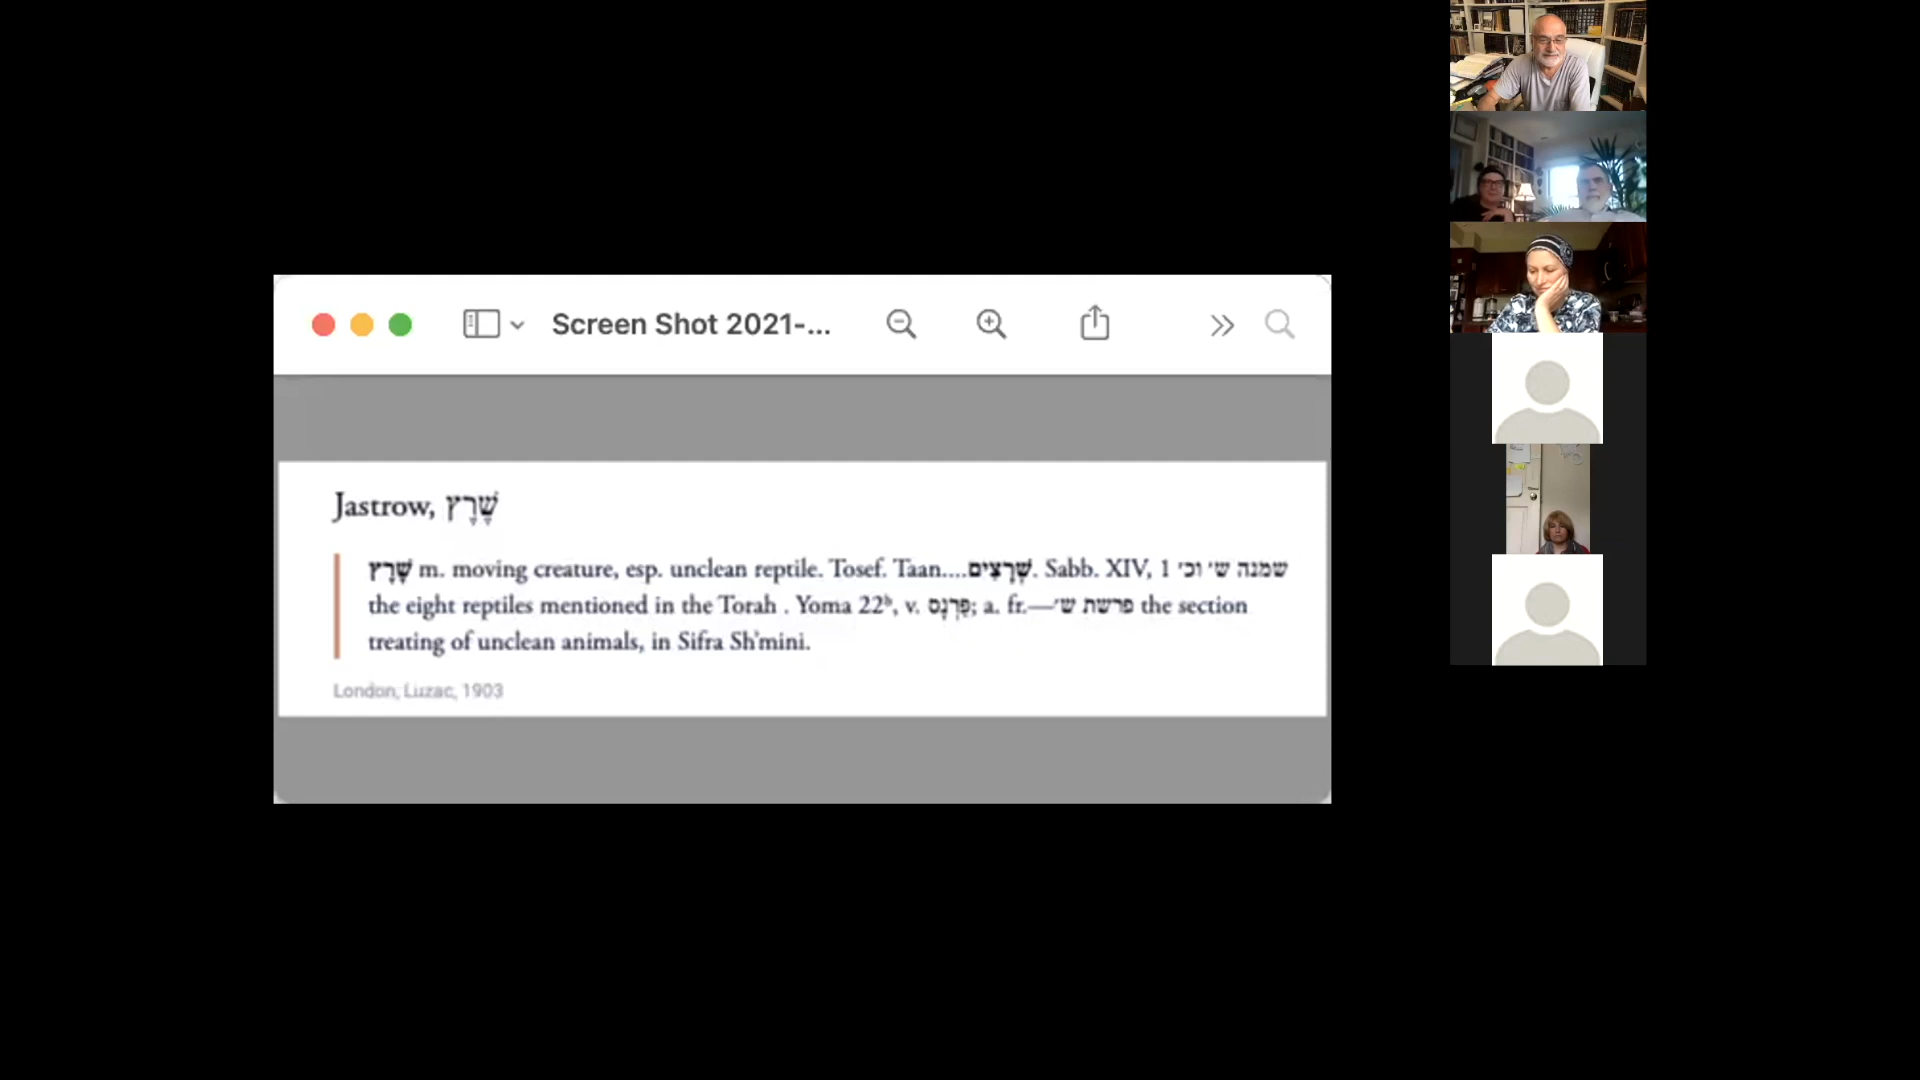 Screen Shot 2021-...
Jastrow, שָׁרָץ
שָׁרָץ m. moving creature, esp. unclean reptile. Tosef. Taan....שְׁרָצִים. Sabb. XIV, 1 שמנה ש׳ וכ׳
the eight reptiles mentioned in the Torah . Yoma 22ᵇ, v. פַּרְנָס; a. fr.—פרשת ש׳ the section
treating of unclean animals, in Sifra Sh’mini.
London, Luzac, 1903